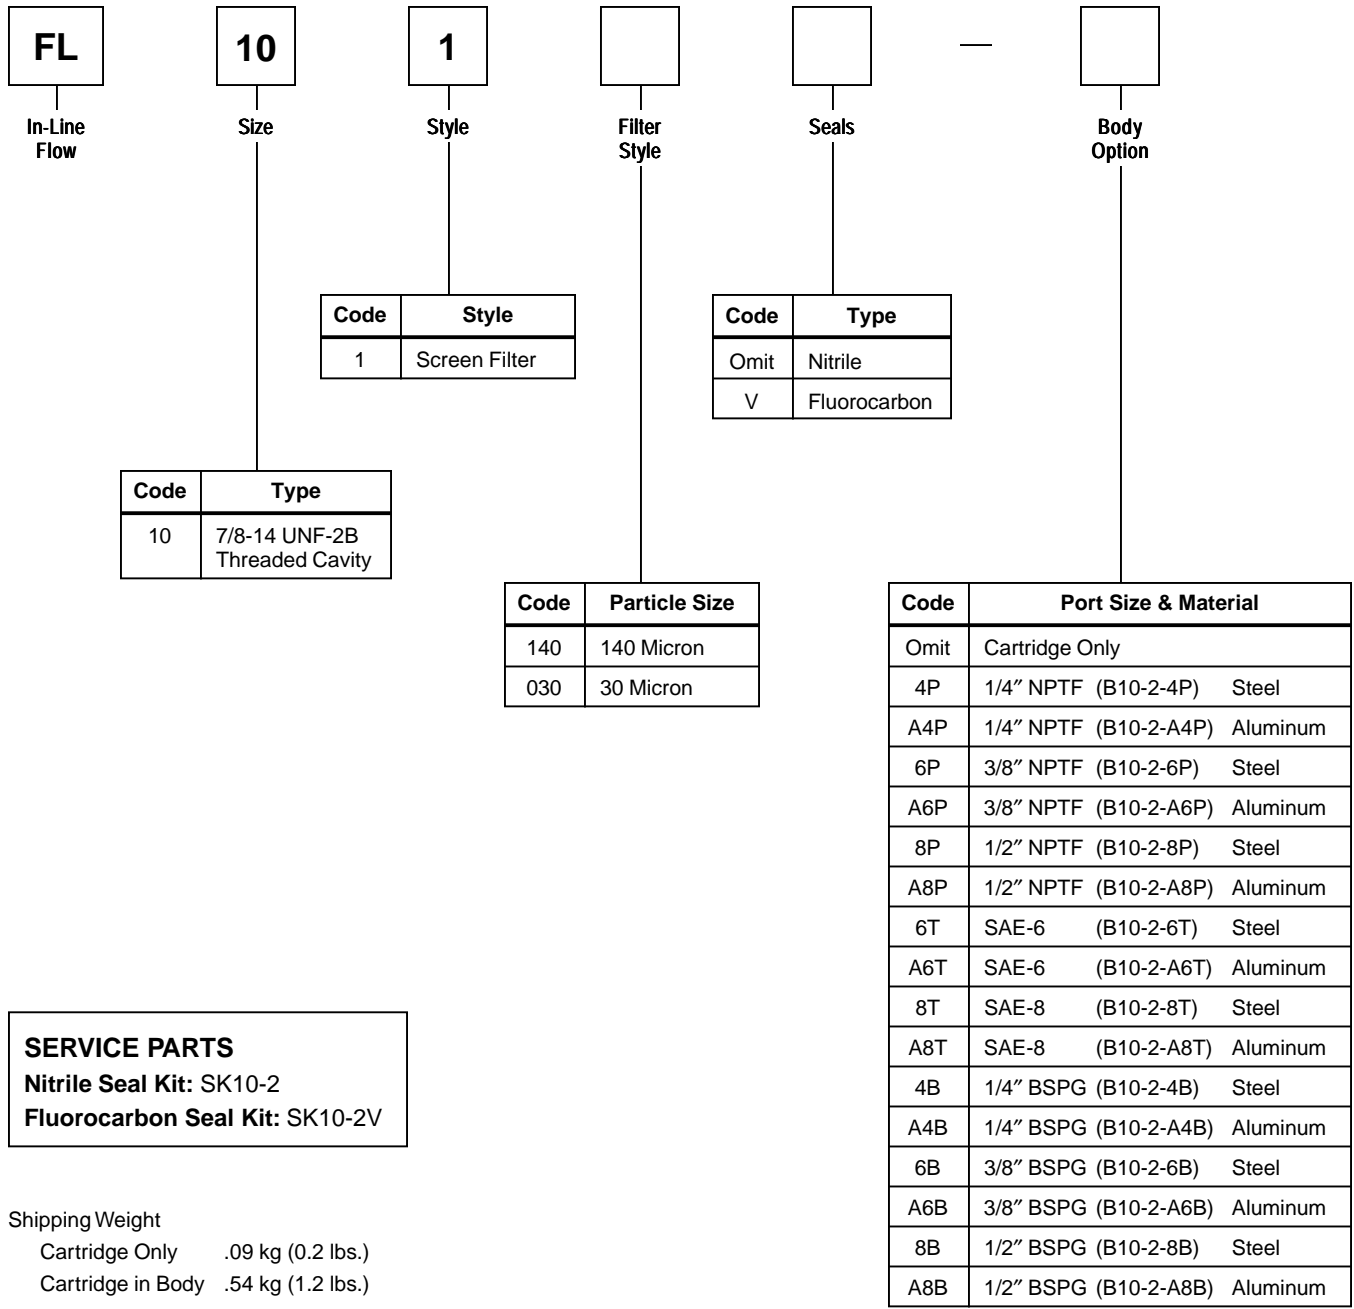 FL 10 1 —
In-Line Flow
Size
Style
Filter Style
Seals
Body Option
Code Style
1 Screen Filter
Code Type
Omit Nitrile
V Fluorocarbon
Code Type
10 7/8-14 UNF-2B
Threaded Cavity
Code Particle Size
140 140 Micron
030 30 Micron
Code Port Size & Material
Omit Cartridge Only
4P 1/4″ NPTF (B10-2-4P) Steel
A4P 1/4″ NPTF (B10-2-A4P) Aluminum
6P 3/8″ NPTF (B10-2-6P) Steel
A6P 3/8″ NPTF (B10-2-A6P) Aluminum
8P 1/2″ NPTF (B10-2-8P) Steel
A8P 1/2″ NPTF (B10-2-A8P) Aluminum
6T SAE-6 (B10-2-6T) Steel
A6T SAE-6 (B10-2-A6T) Aluminum
8T SAE-8 (B10-2-8T) Steel
A8T SAE-8 (B10-2-A8T) Aluminum
4B 1/4″ BSPG (B10-2-4B) Steel
A4B 1/4″ BSPG (B10-2-A4B) Aluminum
6B 3/8″ BSPG (B10-2-6B) Steel
A6B 3/8″ BSPG (B10-2-A6B) Aluminum
8B 1/2″ BSPG (B10-2-8B) Steel
A8B 1/2″ BSPG (B10-2-A8B) Aluminum
SERVICE PARTS
Nitrile Seal Kit: SK10-2
Fluorocarbon Seal Kit: SK10-2V
Shipping Weight
Cartridge Only .09 kg (0.2 lbs.)
Cartridge in Body .54 kg (1.2 lbs.)